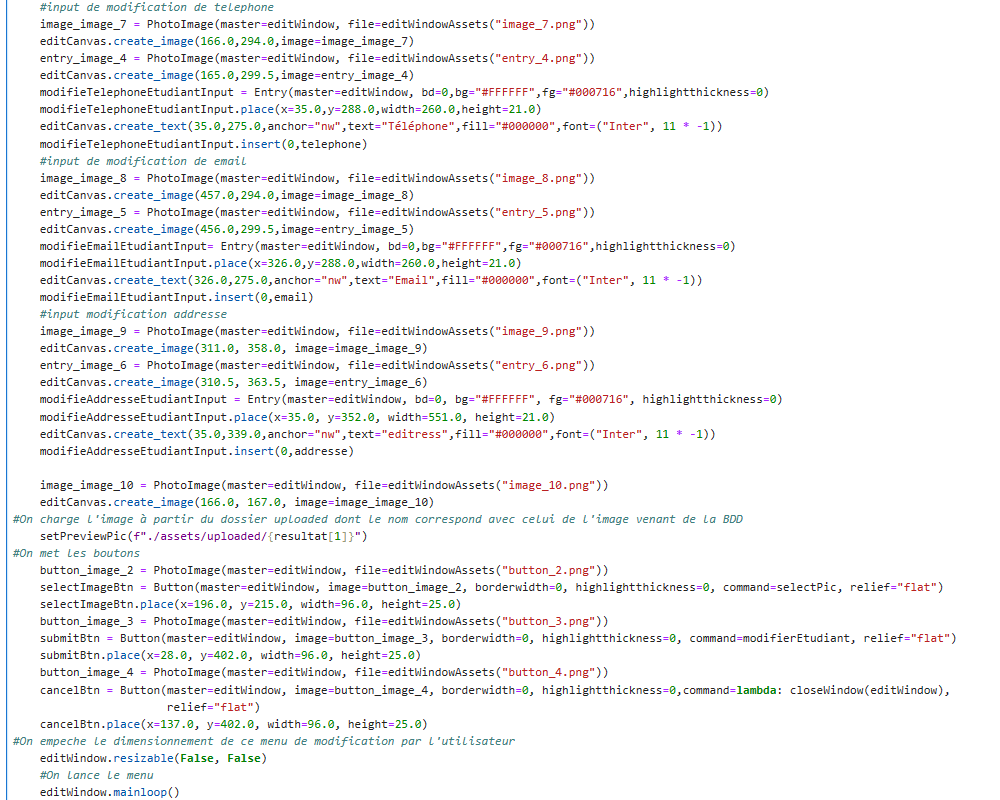 #input de modification de telephone
image_image_7 = PhotoImage(master=editWindow, file=editWindowAssets("image_7.png"))
editCanvas.create_image(166.0,294.0,image=image_image_7)
entry_image_4 = PhotoImage(master=editWindow, file=editWindowAssets("entry_4.png"))
editCanvas.create_image(165.0,299.5,image=entry_image_4)
modifieTelephoneEtudiantInput = Entry(master=editWindow, bd=0,bg="#FFFFFF",fg="#000716",highlightthickness=0)
modifieTelephoneEtudiantInput.place(x=35.0,y=288.0,width=260.0,height=21.0)
editCanvas.create_text(35.0,275.0,anchor="nw",text="Téléphone",fill="#000000",font=("Inter", 11 * -1))
modifieTelephoneEtudiantInput.insert(0,telephone)
#input de modification de email
image_image_8 = PhotoImage(master=editWindow, file=editWindowAssets("image_8.png"))
editCanvas.create_image(457.0,294.0,image=image_image_8)
entry_image_5 = PhotoImage(master=editWindow, file=editWindowAssets("entry_5.png"))
editCanvas.create_image(456.0,299.5,image=entry_image_5)
modifieEmailEtudiantInput= Entry(master=editWindow, bd=0,bg="#FFFFFF",fg="#000716",highlightthickness=0)
modifieEmailEtudiantInput.place(x=326.0,y=288.0,width=260.0,height=21.0)
editCanvas.create_text(326.0,275.0,anchor="nw",text="Email",fill="#000000",font=("Inter", 11 * -1))
modifieEmailEtudiantInput.insert(0,email)
#input modification addresse
image_image_9 = PhotoImage(master=editWindow, file=editWindowAssets("image_9.png"))
editCanvas.create_image(311.0, 358.0, image=image_image_9)
entry_image_6 = PhotoImage(master=editWindow, file=editWindowAssets("entry_6.png"))
editCanvas.create_image(310.5, 363.5, image=entry_image_6)
modifieAddresseEtudiantInput = Entry(master=editWindow, bd=0, bg="#FFFFFF", fg="#000716", highlightthickness=0)
modifieAddresseEtudiantInput.place(x=35.0, y=352.0, width=551.0, height=21.0)
editCanvas.create_text(35.0,339.0,anchor="nw",text="editress",fill="#000000",font=("Inter", 11 * -1))
modifieAddresseEtudiantInput.insert(0,addresse)
image_image_10 = PhotoImage(master=editWindow, file=editWindowAssets("image_10.png"))
editCanvas.create_image(166.0, 167.0, image=image_image_10)
#On charge l'image à partir du dossier uploaded dont le nom correspond avec celui de l'image venant de la BDD
setPreviewPic(f"./assets/uploaded/{resultat[1]}")
#On met les boutons
button_image_2 = PhotoImage(master=editWindow, file=editWindowAssets("button_2.png"))
selectImageBtn = Button(master=editWindow, image=button_image_2, borderwidth=0, highlightthickness=0, command=selectPic, relief="flat")
selectImageBtn.place(x=196.0, y=215.0, width=96.0, height=25.0)
button_image_3 = PhotoImage(master=editWindow, file=editWindowAssets("button_3.png"))
submitBtn = Button(master=editWindow, image=button_image_3, borderwidth=0, highlightthickness=0, command=modifierEtudiant, relief="flat")
submitBtn.place(x=28.0, y=402.0, width=96.0, height=25.0)
button_image_4 = PhotoImage(master=editWindow, file=editWindowAssets("button_4.png"))
cancelBtn = Button(master=editWindow, image=button_image_4, borderwidth=0, highlightthickness=0,command=lambda: closeWindow(editWindow),
relief="flat")
cancelBtn.place(x=137.0, y=402.0, width=96.0, height=25.0)
#On empeche le dimensionnement de ce menu de modification par l'utilisateur
editWindow.resizable(False, False)
#On lance le menu
editWindow.mainloop()